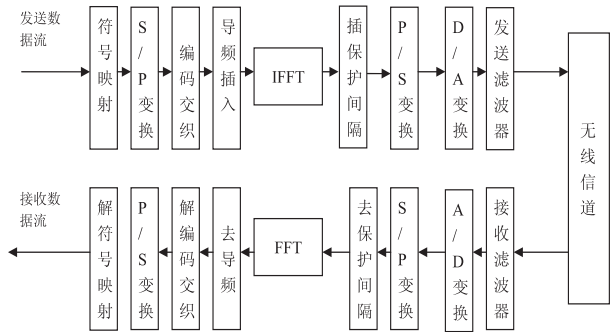 发送数
据流
符号映射
S/P变换
编码交织
导频插入
IFFT
插保护间隔
P/S变换
D/A变换
发送滤波器
无线信道
接收数
据流
解符号映射
P/S变换
解编码交织
去导频
FFT
去保护间隔
S/P变换
A/D变换
接收滤波器